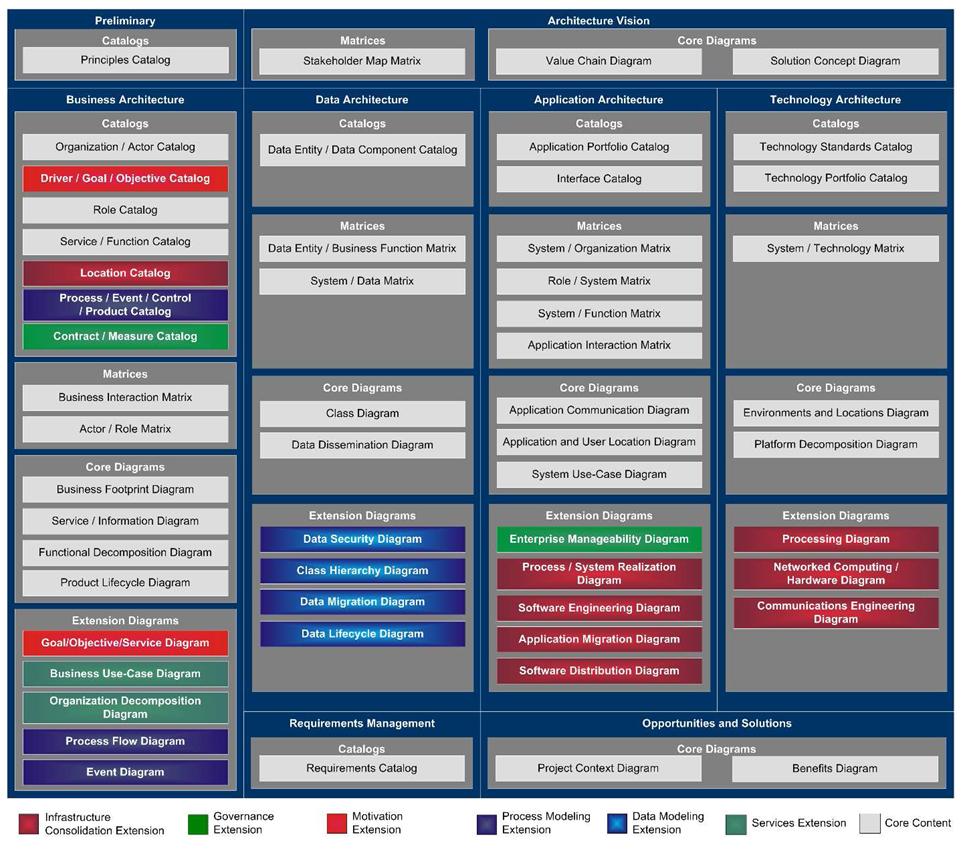 Preliminary
Catalogs
Principles Catalog
Architecture Vision
Matrices
Stakeholder Map Matrix
Core Diagrams
Value Chain Diagram
Solution Concept Diagram
Business Architecture
Catalogs
Organization / Actor Catalog
Driver / Goal / Objective Catalog
Role Catalog
Service / Function Catalog
Location Catalog
Process / Event / Control
/ Product Catalog
Contract / Measure Catalog
Matrices
Business Interaction Matrix
Actor / Role Matrix
Core Diagrams
Business Footprint Diagram
Service / Information Diagram
Functional Decomposition Diagram
Product Lifecycle Diagram
Extension Diagrams
Goal/Objective/Service Diagram
Business Use-Case Diagram
Organization Decomposition
Diagram
Process Flow Diagram
Event Diagram
Data Architecture
Catalogs
Data Entity / Data Component Catalog
Matrices
Data Entity / Business Function Matrix
System / Data Matrix
Core Diagrams
Class Diagram
Data Dissemination Diagram
Extension Diagrams
Data Security Diagram
Class Hierarchy Diagram
Data Migration Diagram
Data Lifecycle Diagram
Application Architecture
Catalogs
Application Portfolio Catalog
Interface Catalog
Matrices
System / Organization Matrix
Role / System Matrix
System / Function Matrix
Application Interaction Matrix
Core Diagrams
Application Communication Diagram
Application and User Location Diagram
System Use-Case Diagram
Extension Diagrams
Enterprise Manageability Diagram
Process / System Realization
Diagram
Software Engineering Diagram
Application Migration Diagram
Software Distribution Diagram
Technology Architecture
Catalogs
Technology Standards Catalog
Technology Portfolio Catalog
Matrices
System / Technology Matrix
Core Diagrams
Environments and Locations Diagram
Platform Decomposition Diagram
Extension Diagrams
Processing Diagram
Networked Computing /
Hardware Diagram
Communications Engineering
Diagram
Requirements Management
Catalogs
Requirements Catalog
Opportunities and Solutions
Core Diagrams
Project Context Diagram
Benefits Diagram
Infrastructure
Consolidation Extension
Governance
Extension
Motivation
Extension
Process Modeling
Extension
Data Modeling
Extension
Services Extension
Core Content